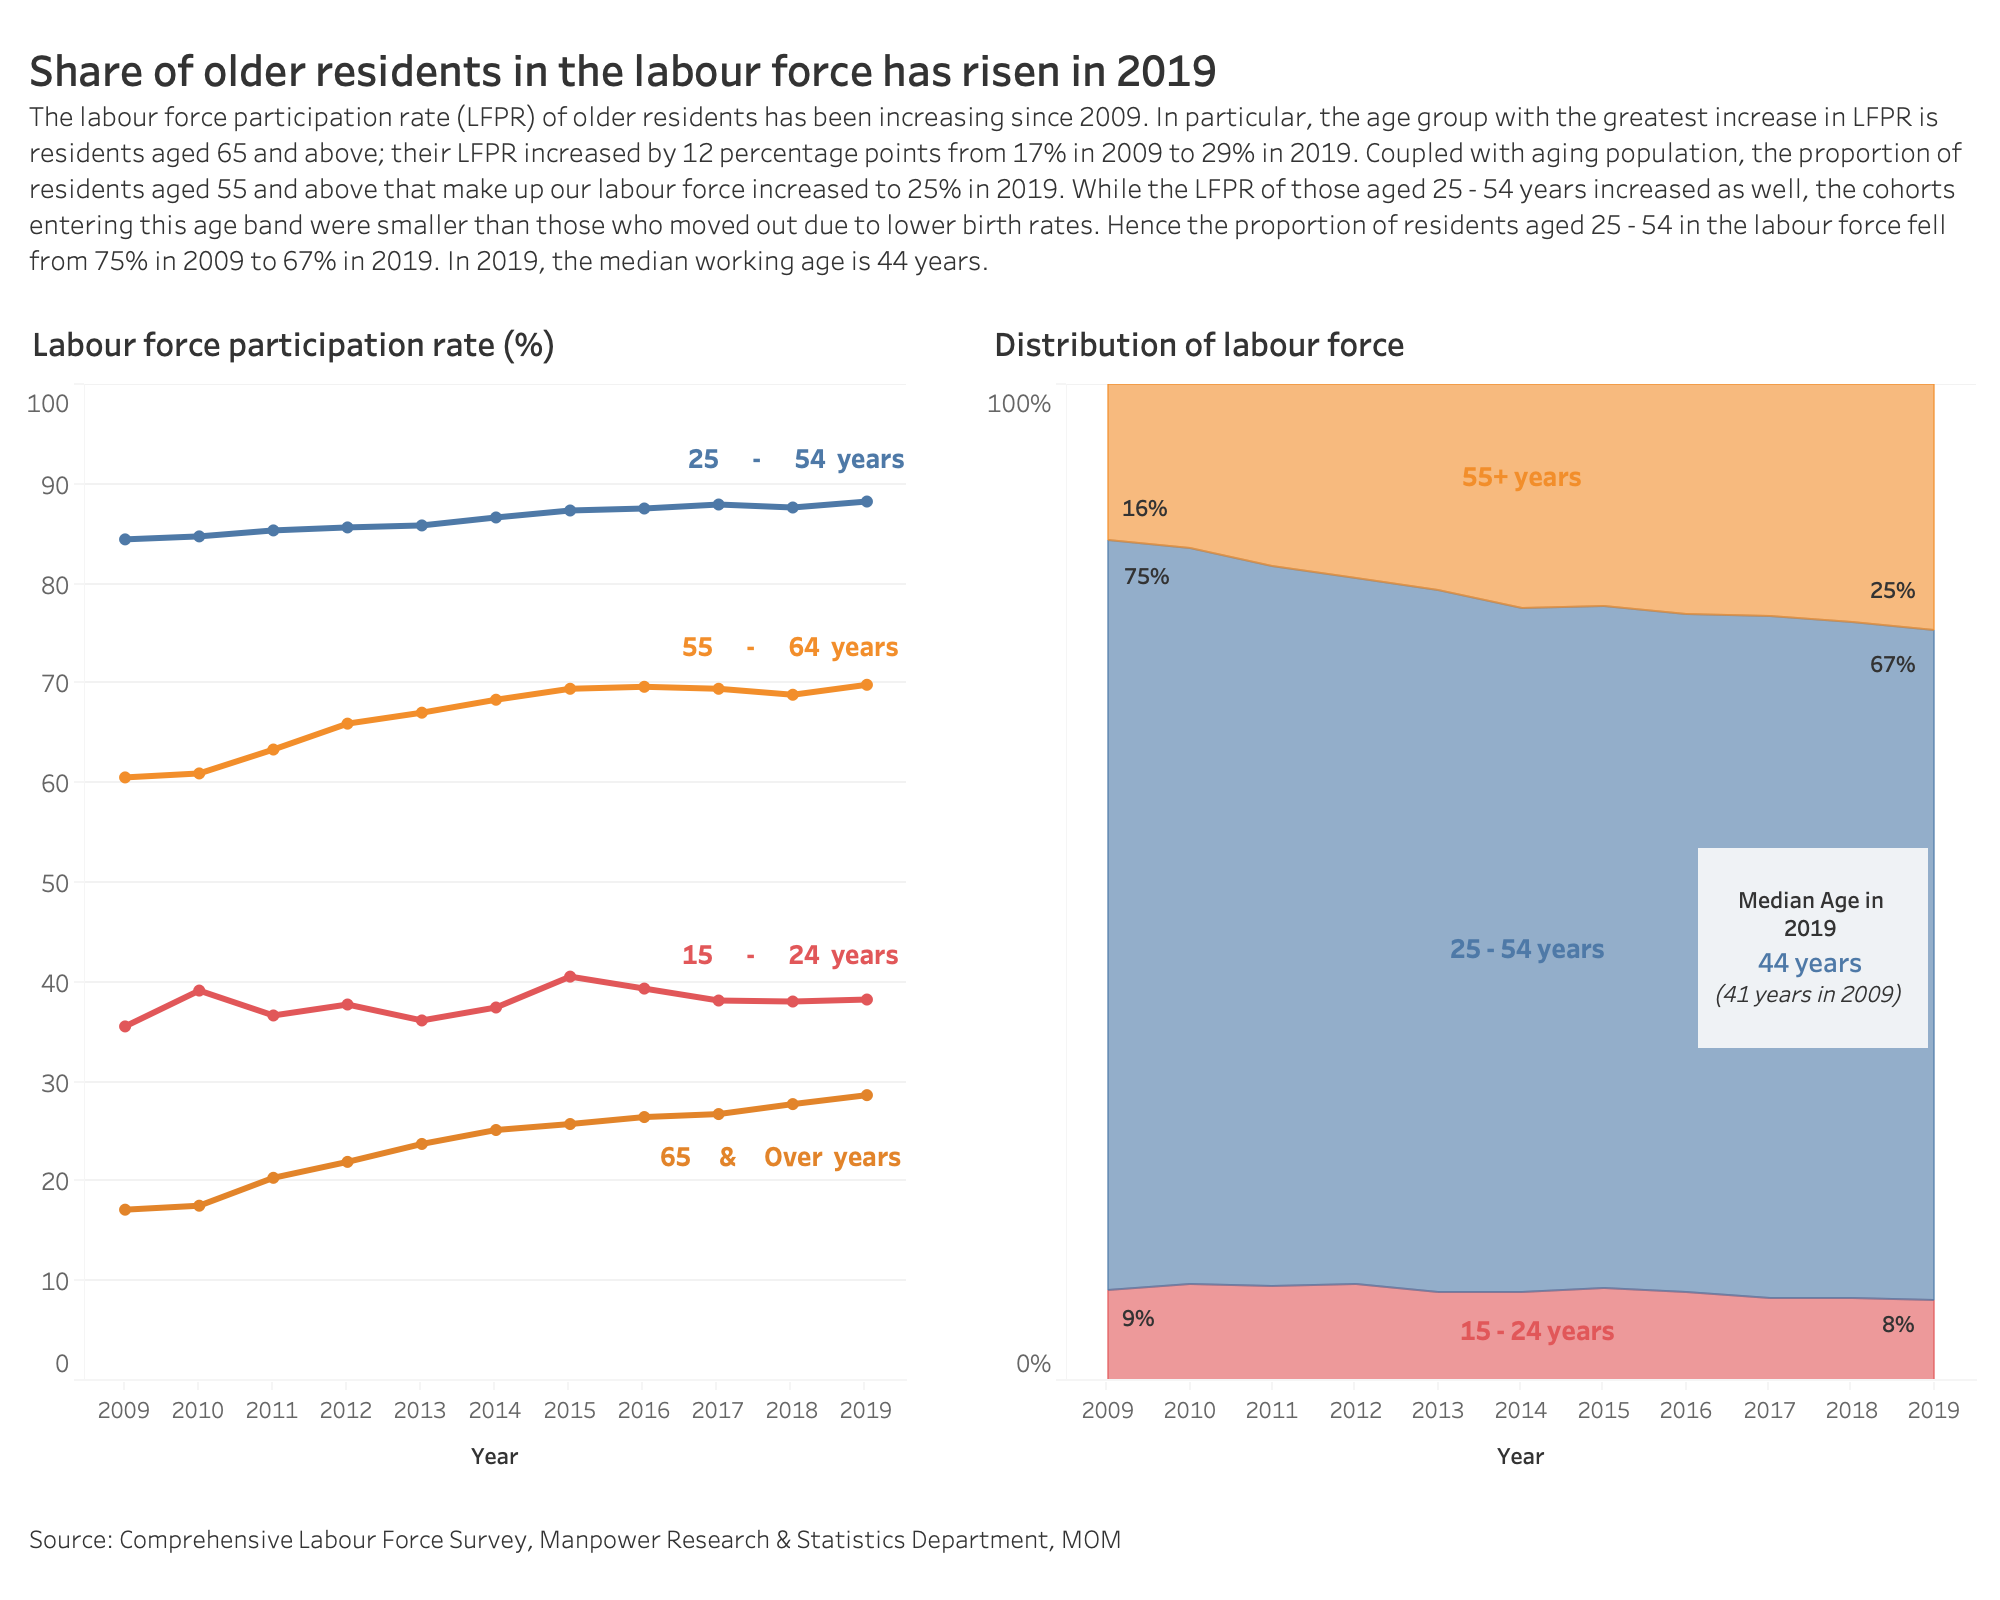 Share of older residents in the labour force has risen in 2019
The labour force participation rate (LFPR) of older residents has been increasing since 2009. In particular, the age group with the greatest increase in LFPR is
residents aged 65 and above; their LFPR increased by 12 percentage points from 17% in 2009 to 29% in 2019. Coupled with aging population, the proportion of
residents aged 55 and above that make up our labour force increased to 25% in 2019. While the LFPR of those aged 25 - 54 years increased as well, the cohorts
entering this age band were smaller than those who moved out due to lower birth rates. Hence the proportion of residents aged 25 - 54 in the labour force fell
from 75% in 2009 to 67% in 2019. In 2019, the median working age is 44 years.
Labour force participation rate (%)
100
90
80
70
60
50
40
30
20
10
0
25 - 54 years
55 - 64 years
15 - 24 years
65 & Over years
2009 2010 2011 2012 2013 2014 2015 2016 2017 2018 2019
Year
Distribution of labour force
100%
0%
55+ years
16%
75%
25%
67%
25 - 54 years
Median Age in
2019
44 years
(41 years in 2009)
9%
15 - 24 years
8%
2009 2010 2011 2012 2013 2014 2015 2016 2017 2018 2019
Year
Source: Comprehensive Labour Force Survey, Manpower Research & Statistics Department, MOM